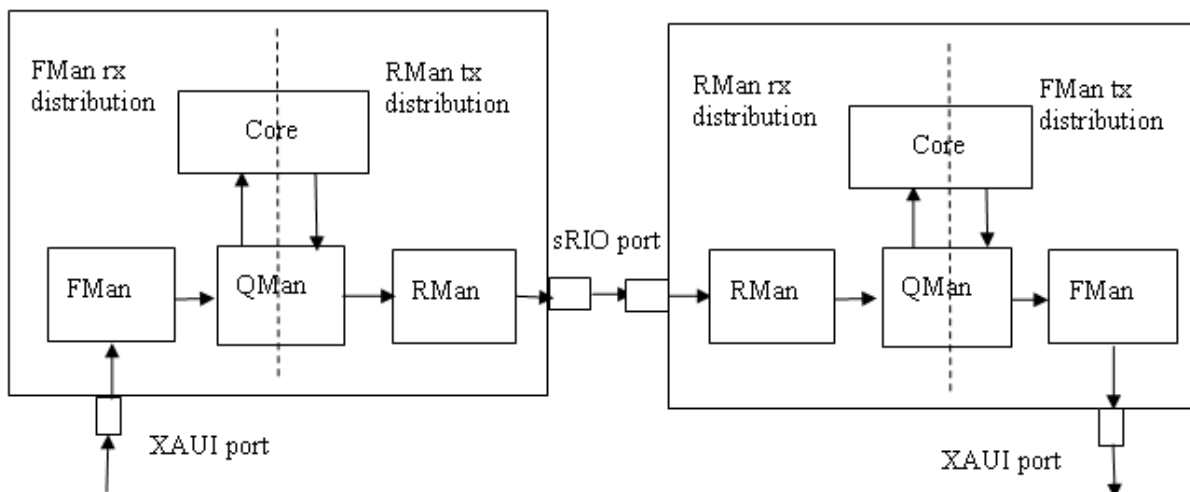 FMan rx
distribution
RMan tx
distribution
Core
FMan
QMan
RMan
XAUI port
sRIO port
RMan rx
distribution
FMan tx
distribution
Core
RMan
QMan
FMan
XAUI port